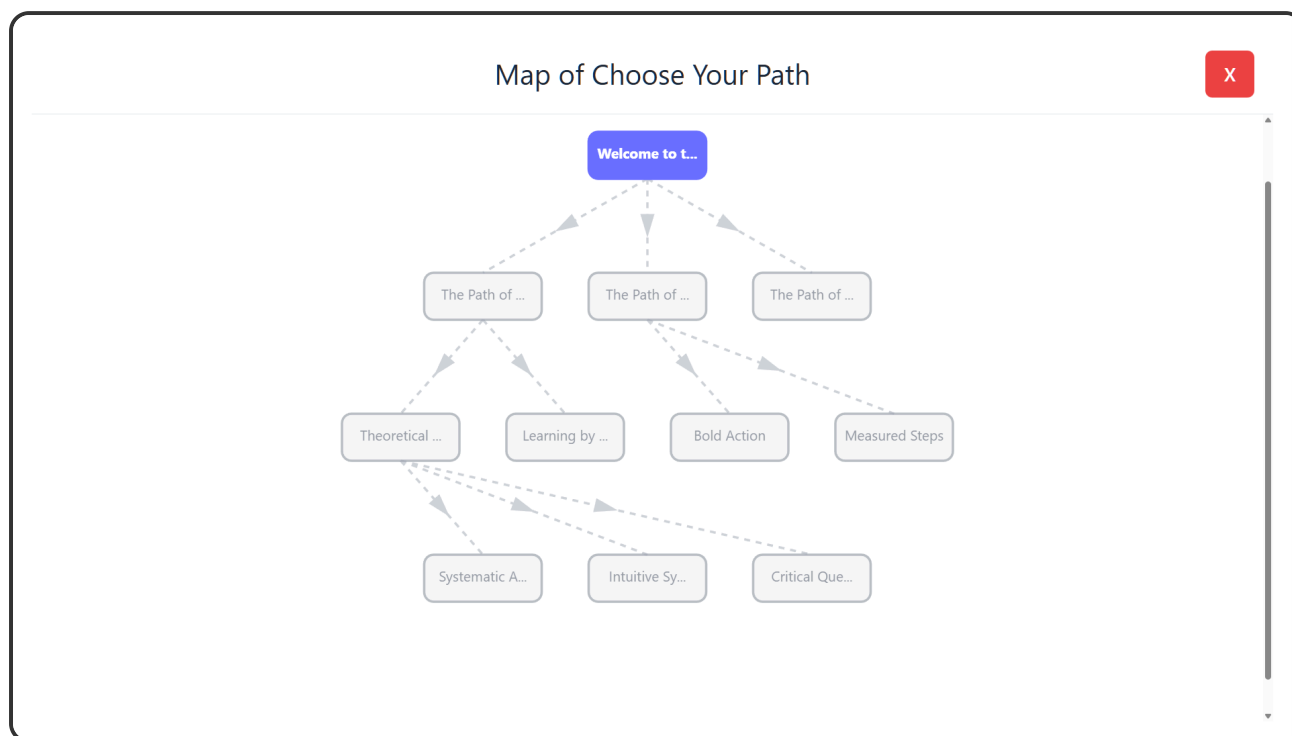 Map of Choose Your Path
X
Welcome to t...
The Path of ...
The Path of ...
The Path of ...
Theoretical ...
Learning by ...
Bold Action
Measured Steps
Systematic A...
Intuitive Sy...
Critical Que...